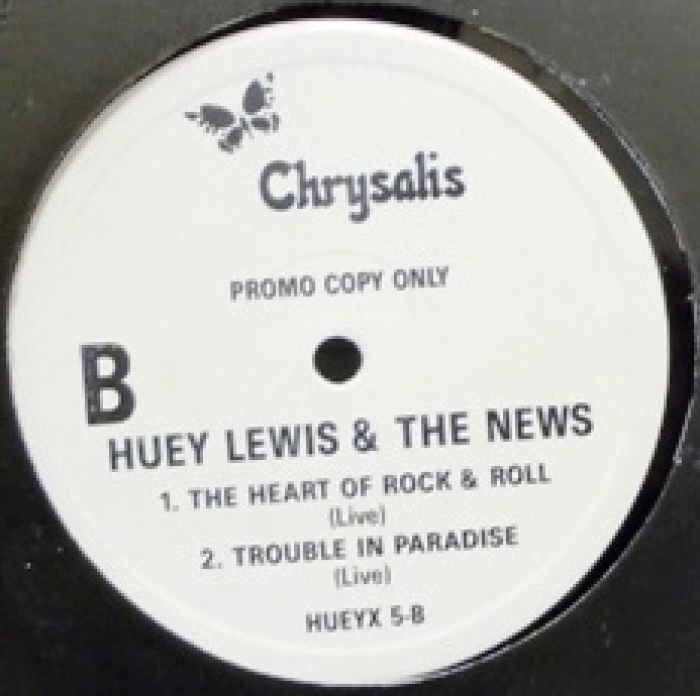 Chrysalis
PROMO COPY ONLY
B
HUEY LEWIS & THE NEWS
1. THE HEART OF ROCK & ROLL
(Live)
2. TROUBLE IN PARADISE
(Live)
HUEYX 5-B